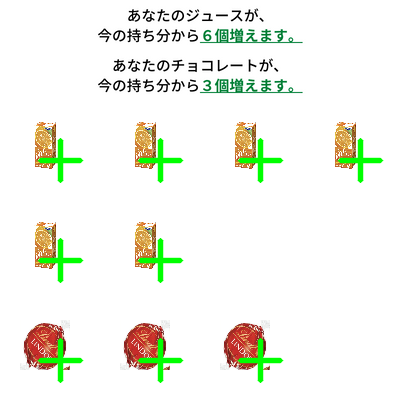 あなたのジュースが、
今の持ち分から６個増えます。
あなたのチョコレートが、
今の持ち分から３個増えます。